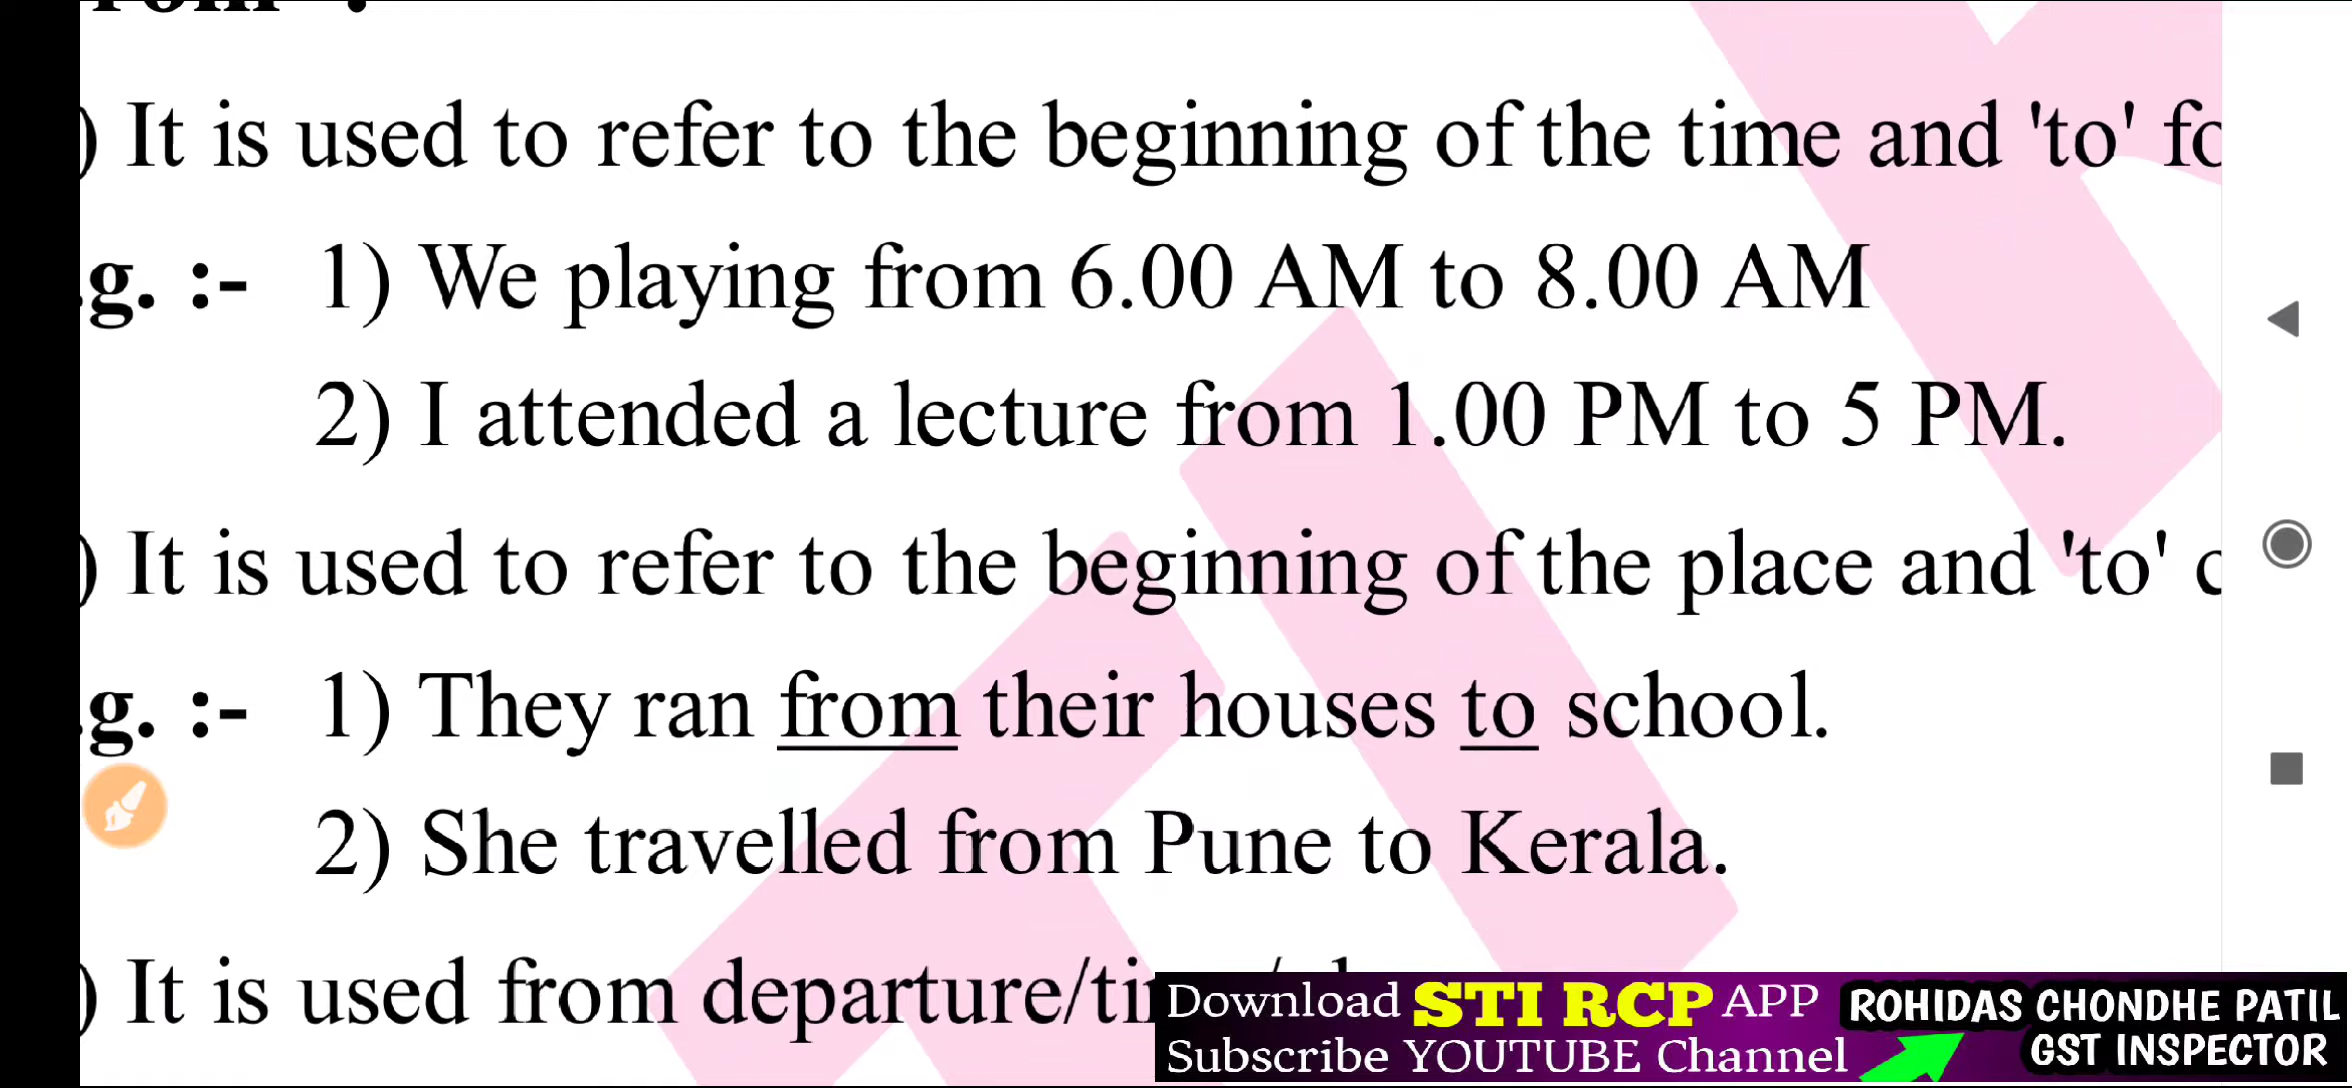 ) It is used to refer to the beginning of the time and 'to'
.g. :- 1) We playing from 6.00 AM to 8.00 AM
2) I attended a lecture from 1.00 PM to 5 PM.
) It is used to refer to the beginning of the place and 'to'
.g. :- 1) They ran from their houses to school.
2) She travelled from Pune to Kerala.
) It is used from departure/
Download STI RCP APP
Subscribe YOUTUBE Channel
ROHIDAS CHONDHE PATIL
GST INSPECTOR